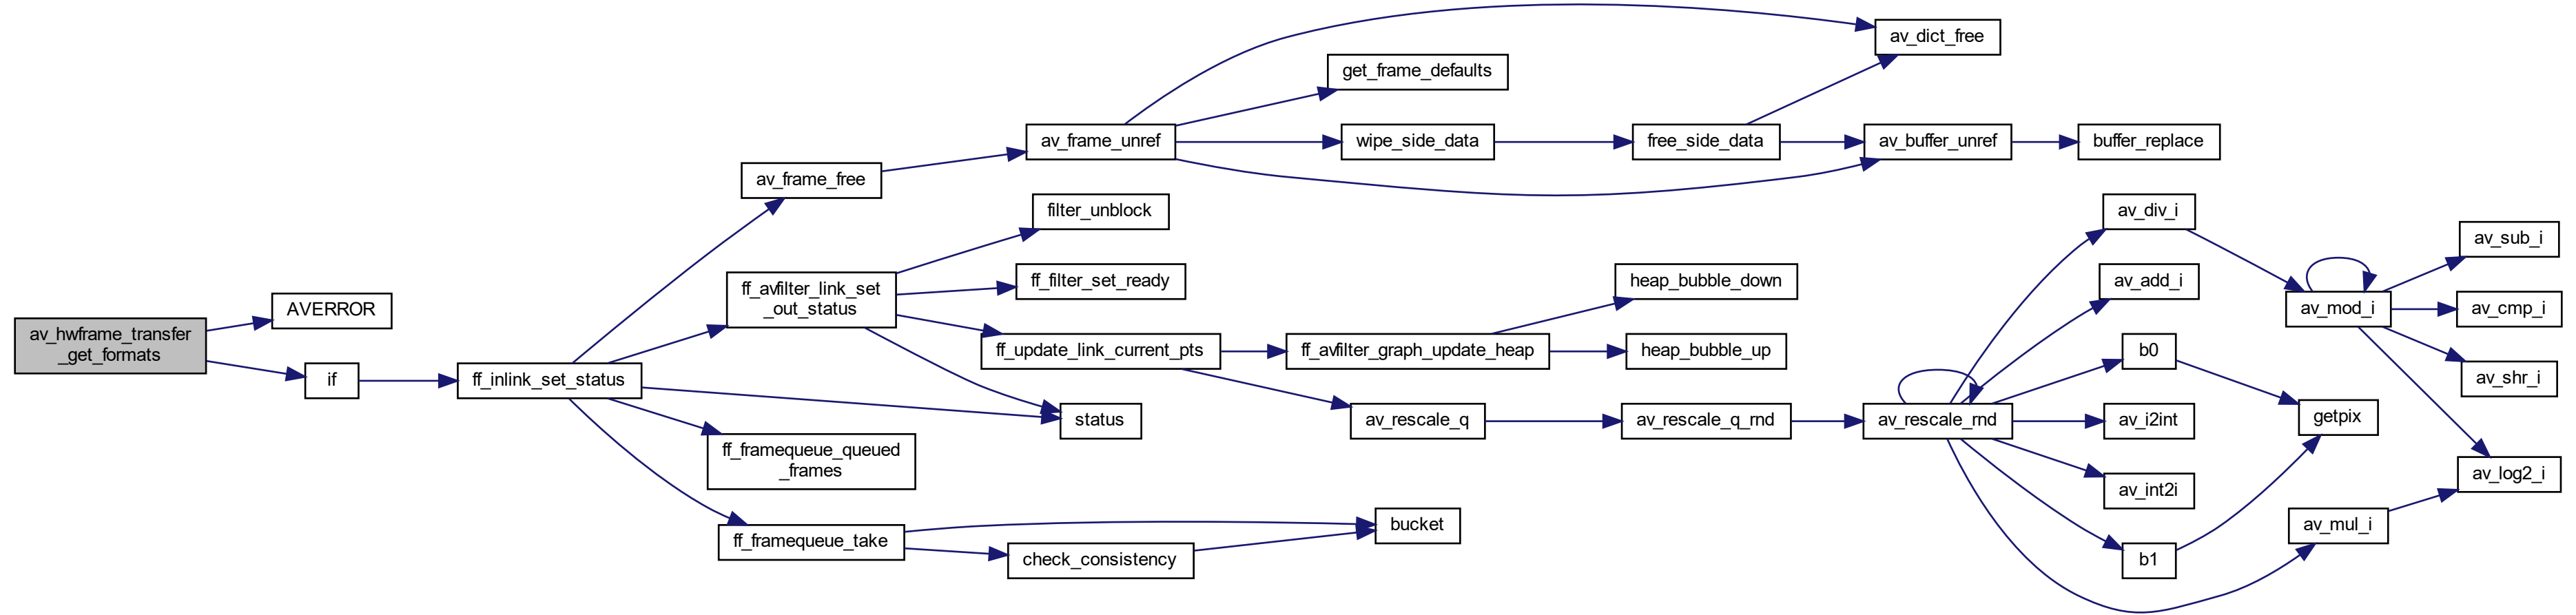 av_hwframe_transfer
_get_formats
AVERROR
if
ff_inlink_set_status
av_frame_free
ff_avfilter_link_set
_out_status
ff_framequeue_queued
_frames
ff_framequeue_take
av_frame_unref
filter_unblock
ff_filter_set_ready
ff_update_link_current_pts
status
check_consistency
get_frame_defaults
wipe_side_data
ff_avfilter_graph_update_heap
av_rescale_q
bucket
free_side_data
heap_bubble_down
heap_bubble_up
av_rescale_q_rnd
av_dict_free
av_buffer_unref
av_rescale_rnd
buffer_replace
av_div_i
av_add_i
b0
av_i2int
av_int2i
b1
av_mod_i
getpix
av_mul_i
av_sub_i
av_cmp_i
av_shr_i
av_log2_i